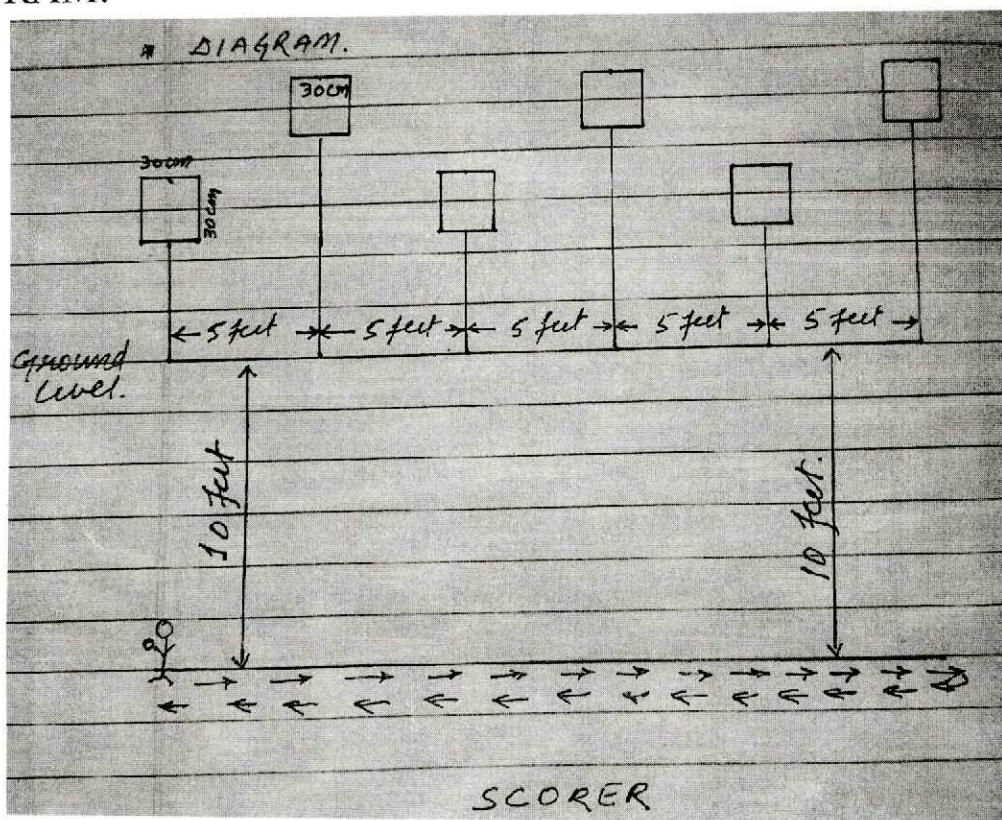 * DIAGRAM.
30cm
30cm
30cm
5 feet 5 feet 5 feet 5 feet 5 feet
Ground
level.
10 feet
10 feet.
SCORER